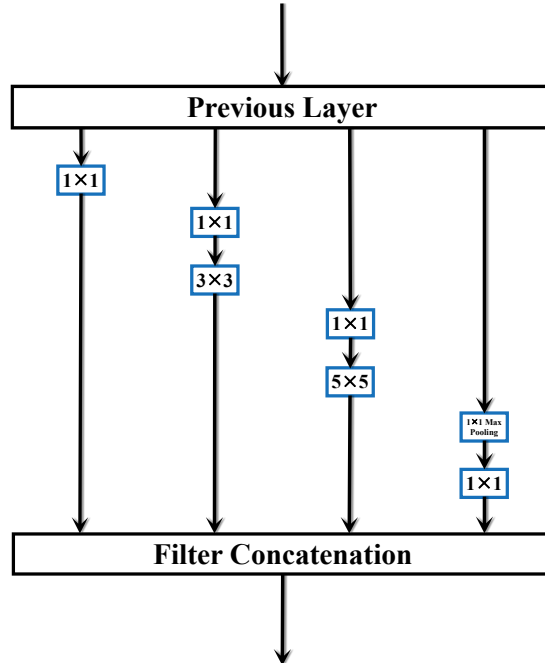 Previous Layer
1×1
1×1
3×3
1×1
5×5
1×1 Max
Pooling
1×1
Filter Concatenation